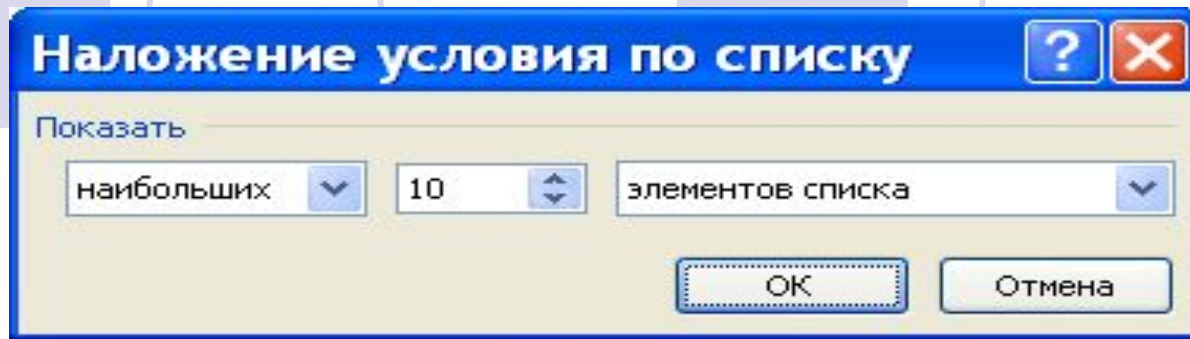 Наложение условия по списку
Показать
наибольших 10 элементов списка
ОК Отмена